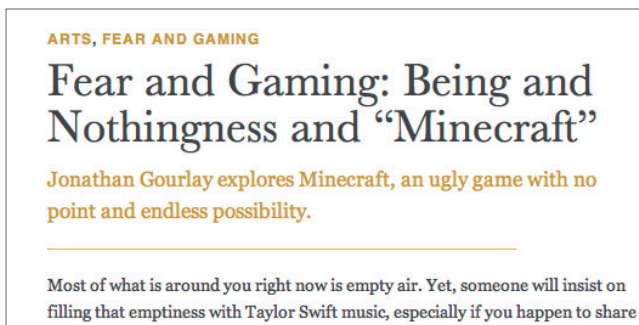 ARTS, FEAR AND GAMING
Fear and Gaming: Being and
Nothingness and “Minecraft”
Jonathan Gourlay explores Minecraft, an ugly game with no
point and endless possibility.
Most of what is around you right now is empty air. Yet, someone will insist on
filling that emptiness with Taylor Swift music, especially if you happen to share